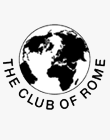 THE CLUB OF ROME